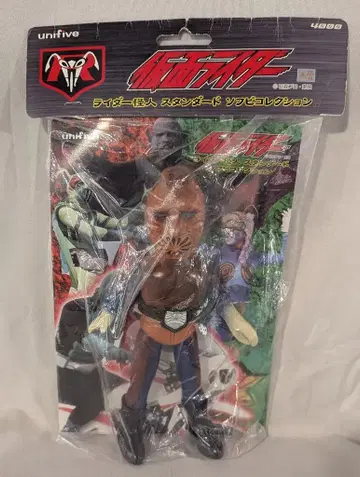 unifive
4000
仮面ライダー
ライダー怪人 スタンダード ソフビコレクション
unifive
仮面ライダー